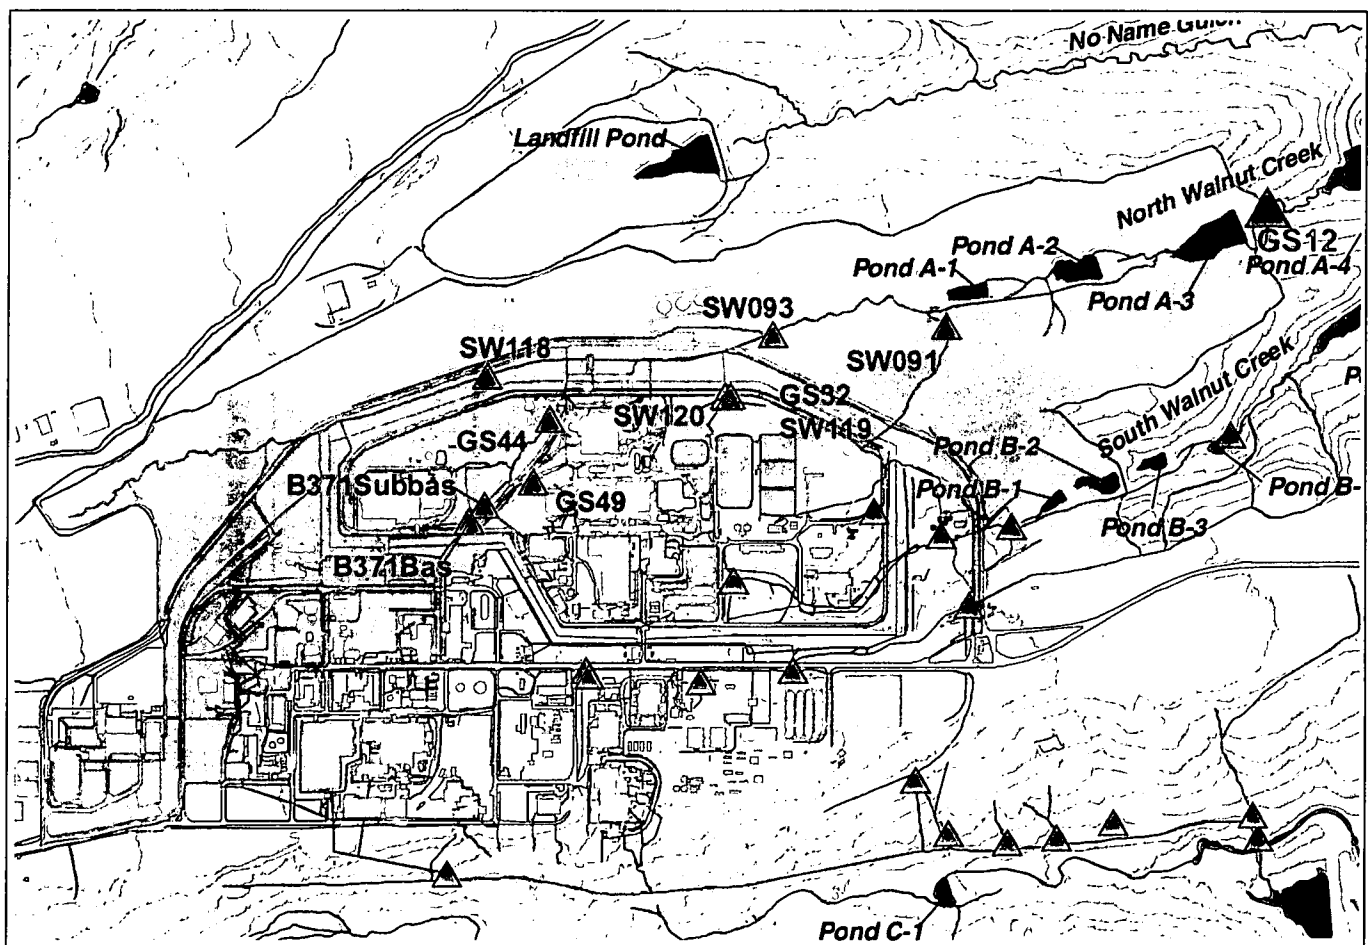 No Name Gulch
Landfill Pond
North Walnut Creek
GS12
Pond A-4
Pond A-2
Pond A-1
Pond A-3
SW093
SW118
SW091
South Walnut Creek
GS32
SW120
SW119
GS44
Pond B-2
B371Subbas
GS49
Pond B-1
Pond B-
Pond B-3
B371Bas
Pond C-1